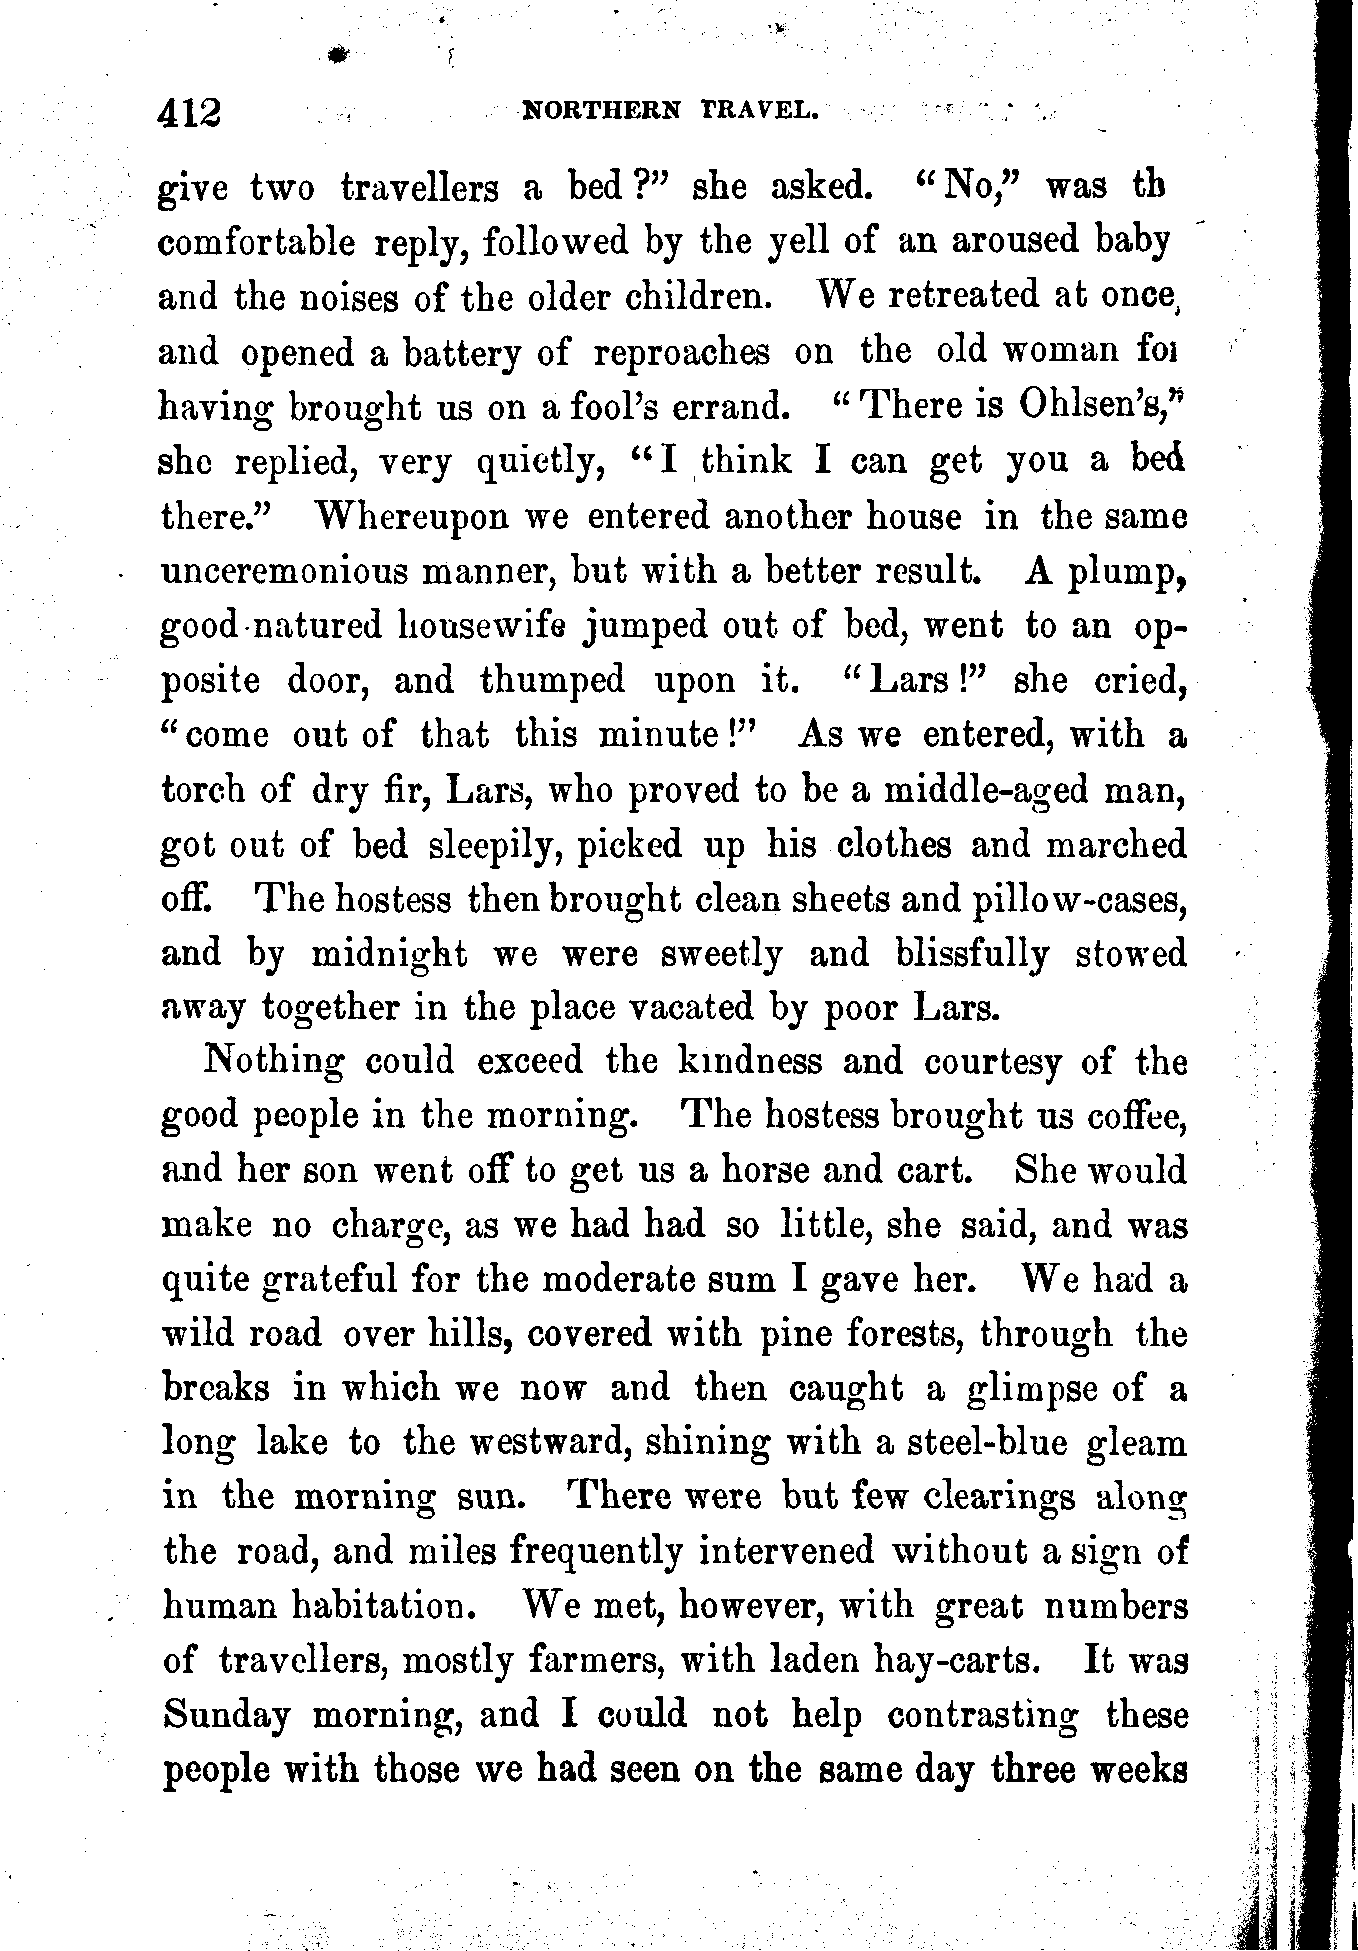 412 NORTHERN TRAVEL.
give two travellers a bed?" she asked. "No," was th
comfortable reply, followed by the yell of an aroused baby
and the noises of the older children. We retreated at once,
and opened a battery of reproaches on the old woman for
having brought us on a fool's errand. "There is Ohlsen's,"
she replied, very quietly, "I think I can get you a bed
there." Whereupon we entered another house in the same
unceremonious manner, but with a better result. A plump,
good-natured housewife jumped out of bed, went to an op-
posite door, and thumped upon it. "Lars!" she cried,
"come out of that this minute!" As we entered, with a
torch of dry fir, Lars, who proved to be a middle-aged man,
got out of bed sleepily, picked up his clothes and marched
off. The hostess then brought clean sheets and pillow-cases,
and by midnight we were sweetly and blissfully stowed
away together in the place vacated by poor Lars.
Nothing could exceed the kindness and courtesy of the
good people in the morning. The hostess brought us coffee,
and her son went off to get us a horse and cart. She would
make no charge, as we had had so little, she said, and was
quite grateful for the moderate sum I gave her. We had a
wild road over hills, covered with pine forests, through the
breaks in which we now and then caught a glimpse of a
long lake to the westward, shining with a steel-blue gleam
in the morning sun. There were but few clearings along
the road, and miles frequently intervened without a sign of
human habitation. We met, however, with great numbers
of travellers, mostly farmers, with laden hay-carts. It was
Sunday morning, and I could not help contrasting these
people with those we had seen on the same day three weeks